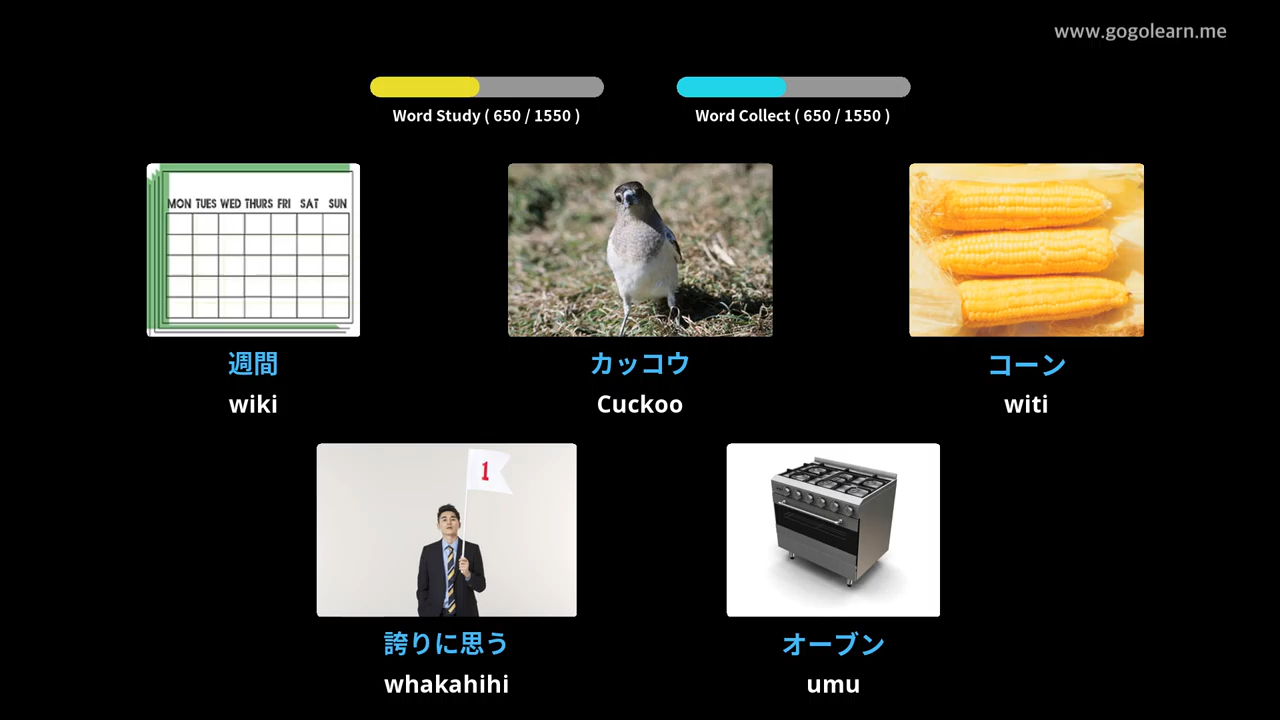 www.gogolearn.me
Word Study ( 650 / 1550 )
Word Collect ( 650 / 1550 )
MON TUES WED THURS FRI SAT SUN
週間
wiki
カッコウ
Cuckoo
コーン
witi
1
誇りに思う
whakahihi
オーブン
umu